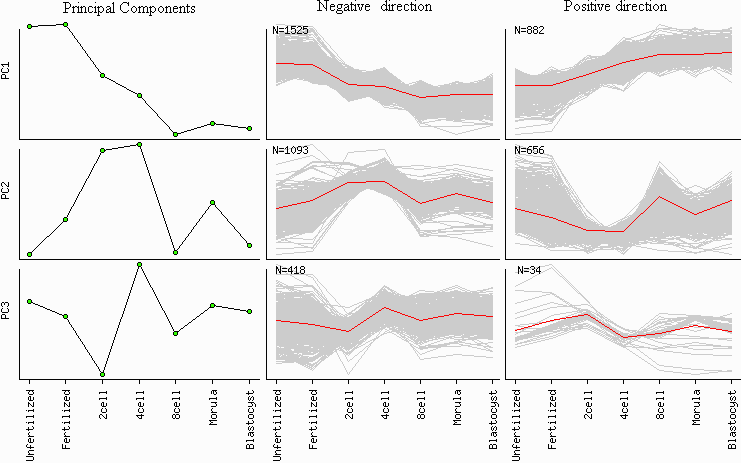 Principal Components Negative direction Positive direction
PC1
N=1525
N=882
PC2
N=1093
N=656
PC3
N=418
N=34
Unfertilized Fertilized 2cell 4cell 8cell Morula Blastocyst
Unfertilized Fertilized 2cell 4cell 8cell Morula Blastocyst
Unfertilized Fertilized 2cell 4cell 8cell Morula Blastocyst